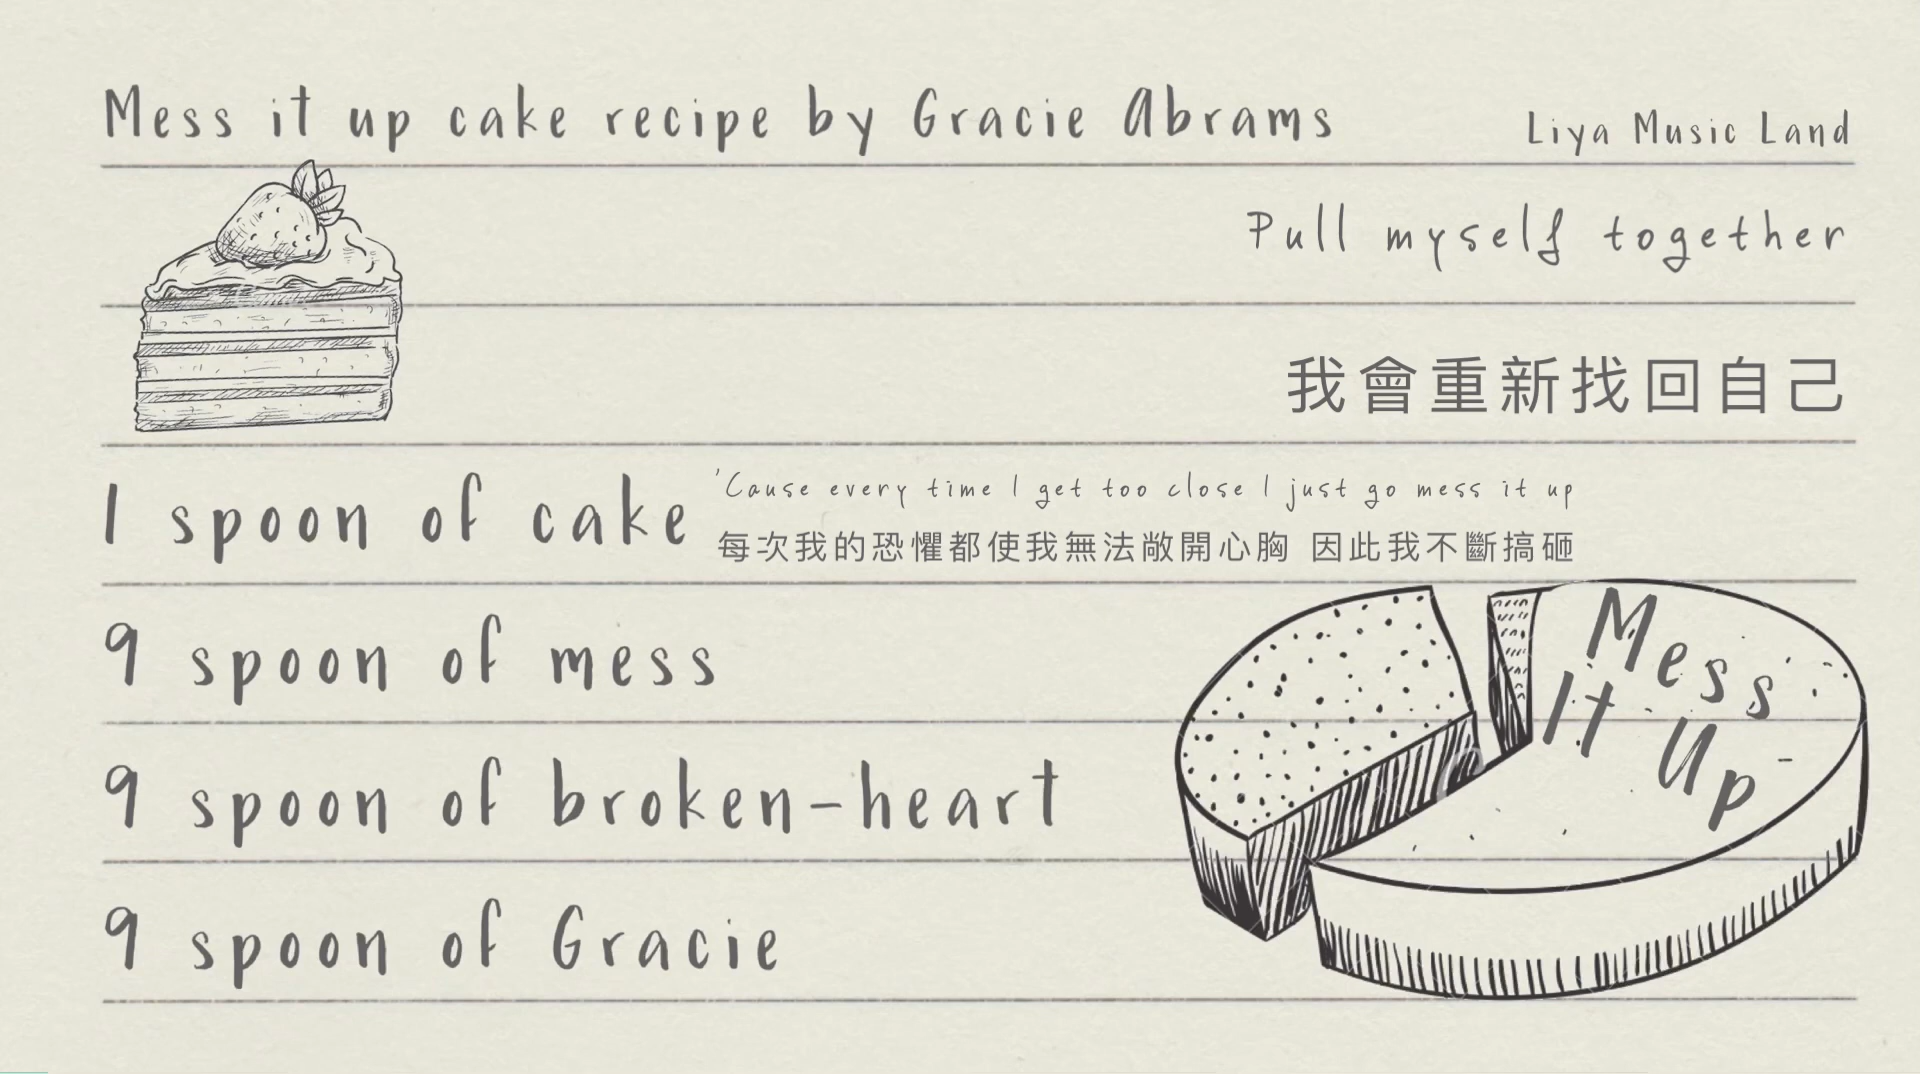 Mess it up cake recipe by Gracie Abrams
Liya Music Land
Pull myself together
我會重新找回自己
1 spoon of cake
'Cause every time I get too close I just go mess it up
每次我的恐懼都使我無法敞開心胸 因此我不斷搞砸
9 spoon of mess
9 spoon of broken-heart
9 spoon of Gracie
Mess
It Up